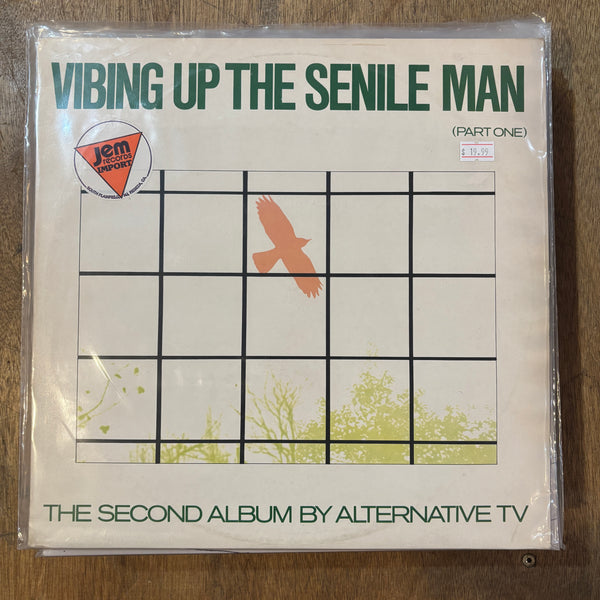 VIBING UP THE SENILE MAN
(PART ONE)
$ 19.99
Jem
records
IMPORT
THE SECOND ALBUM BY ALTERNATIVE TV